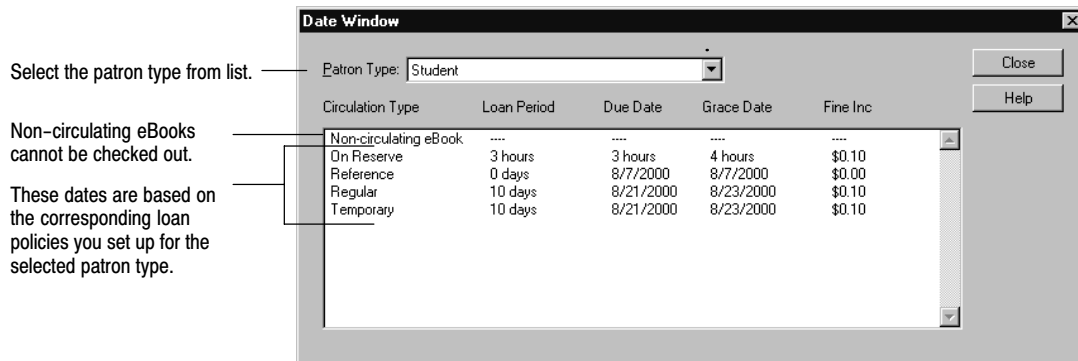 Date Window
Select the patron type from list.
Patron Type: Student
Close
Help
Circulation Type Loan Period Due Date Grace Date Fine Inc
Non-circulating eBooks
cannot be checked out.
These dates are based on
the corresponding loan
policies you set up for the
selected patron type.
Non-circulating eBook ---- ---- ---- ----
On Reserve 3 hours 3 hours 4 hours $0.10
Reference 0 days 8/7/2000 8/7/2000 $0.00
Regular 10 days 8/21/2000 8/23/2000 $0.10
Temporary 10 days 8/21/2000 8/23/2000 $0.10